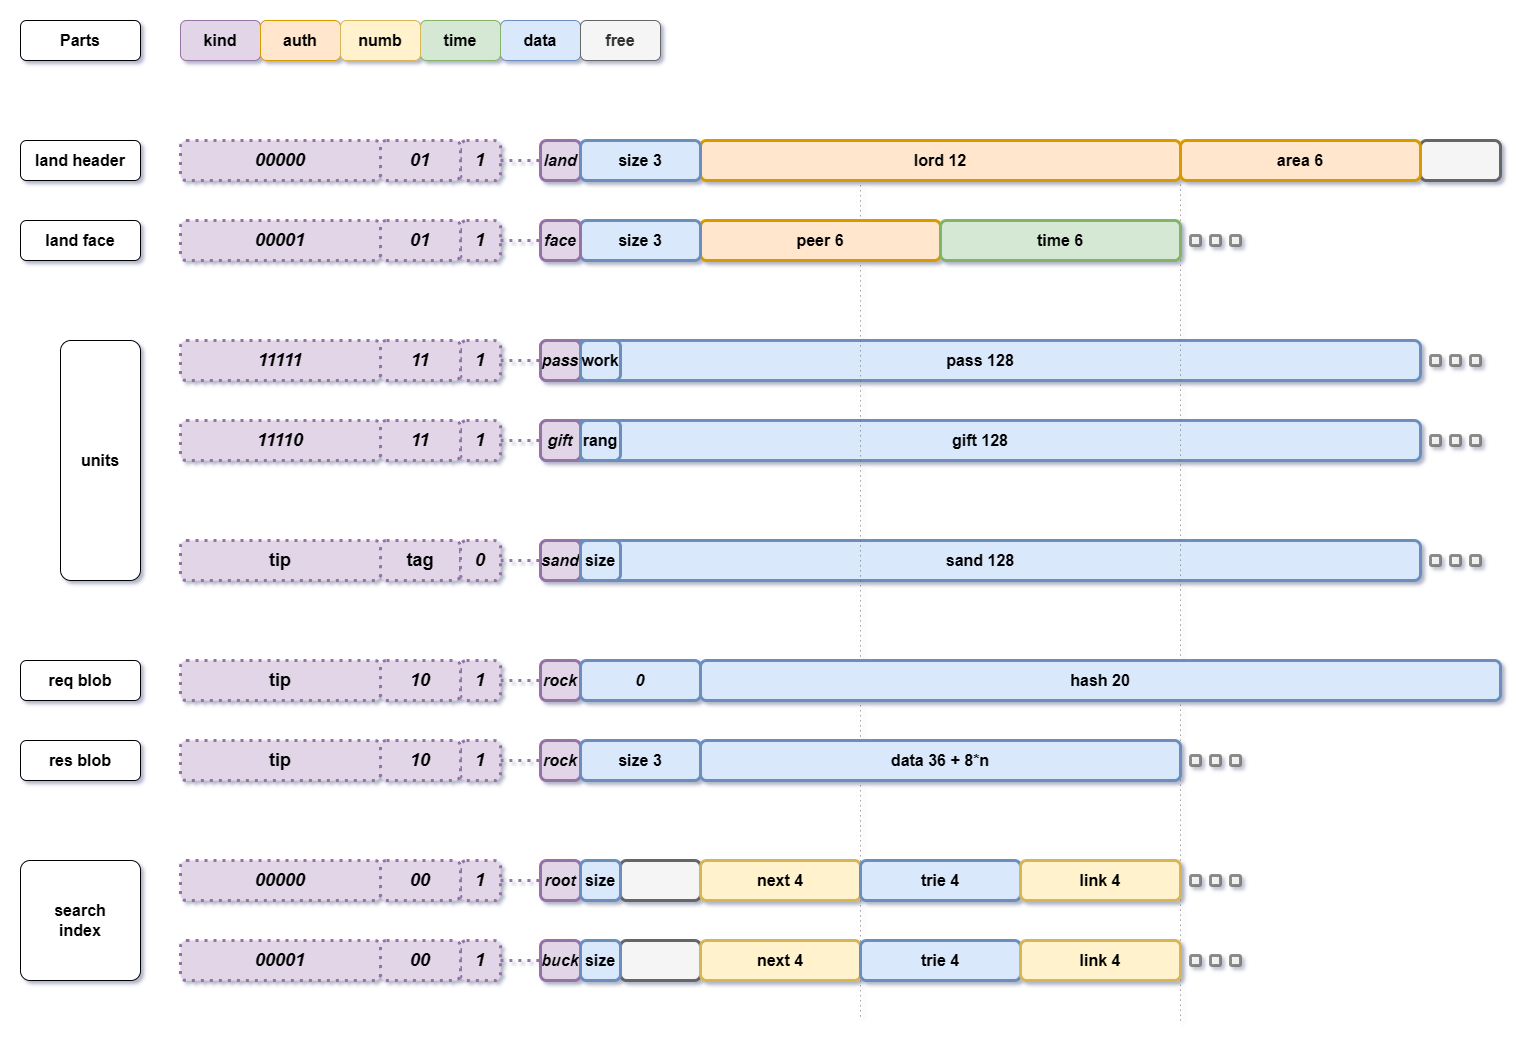 Parts kind auth numb time data free
land header 00000 01 1 land size 3 lord 12 area 6
land face 00001 01 1 face size 3 peer 6 time 6
11111 11 1 pass work pass 128
11110 11 1 gift rang gift 128
units
tip tag 0 sand size sand 128
req blob tip 10 1 rock 0 hash 20
res blob tip 10 1 rock size 3 data 36 + 8*n
00000 00 1 root size next 4 trie 4 link 4
search
index
00001 00 1 buck size next 4 trie 4 link 4